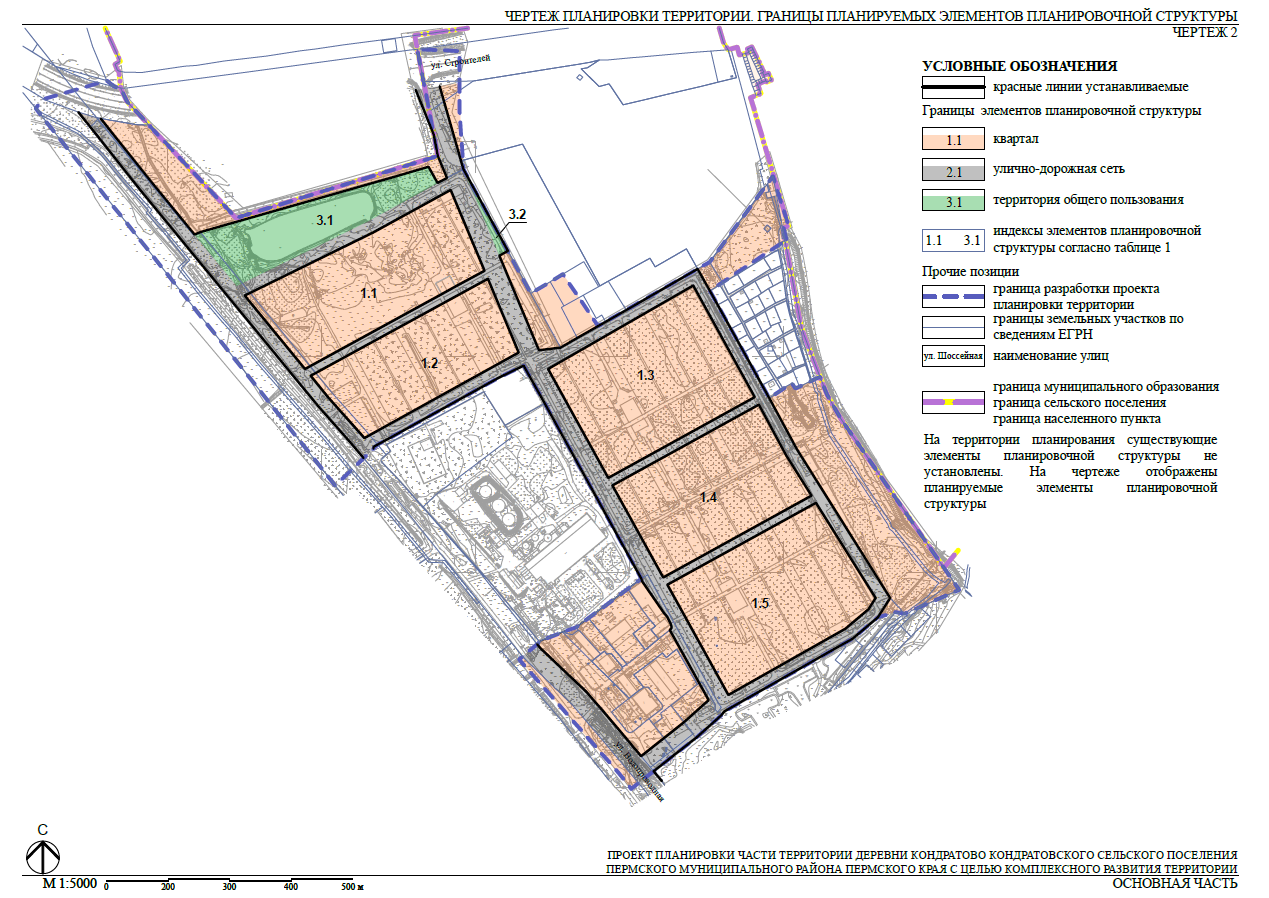 ЧЕРТЕЖ ПЛАНИРОВКИ ТЕРРИТОРИИ. ГРАНИЦЫ ПЛАНИРУЕМЫХ ЭЛЕМЕНТОВ ПЛАНИРОВОЧНОЙ СТРУКТУРЫ
ЧЕРТЕЖ 2
ул. Строителей
3.1
3.2
1.1
1.2
1.3
1.4
1.5
УСЛОВНЫЕ ОБОЗНАЧЕНИЯ
красные линии устанавливаемые
Границы элементов планировочной структуры
1.1 квартал
2.1 улично-дорожная сеть
3.1 территория общего пользования
1.1 3.1 индексы элементов планировочной
структуры согласно таблице 1
Прочие позиции
граница разработки проекта
планировки территории
границы земельных участков по
сведениям ЕГРН
ул. Шоссейная наименование улиц
граница муниципального образования
граница сельского поселения
граница населенного пункта
На территории планирования существующие
элементы планировочной структуры не
установлены. На чертеже отображены
планируемые элементы планировочной
структуры
С
М 1:5000
0 200 300 400 500 м
ПРОЕКТ ПЛАНИРОВКИ ЧАСТИ ТЕРРИТОРИИ ДЕРЕВНИ КОНДРАТОВО КОНДРАТОВСКОГО СЕЛЬСКОГО ПОСЕЛЕНИЯ
ПЕРМСКОГО МУНИЦИПАЛЬНОГО РАЙОНА ПЕРМСКОГО КРАЯ С ЦЕЛЬЮ КОМПЛЕКСНОГО РАЗВИТИЯ ТЕРРИТОРИИ
ОСНОВНАЯ ЧАСТЬ